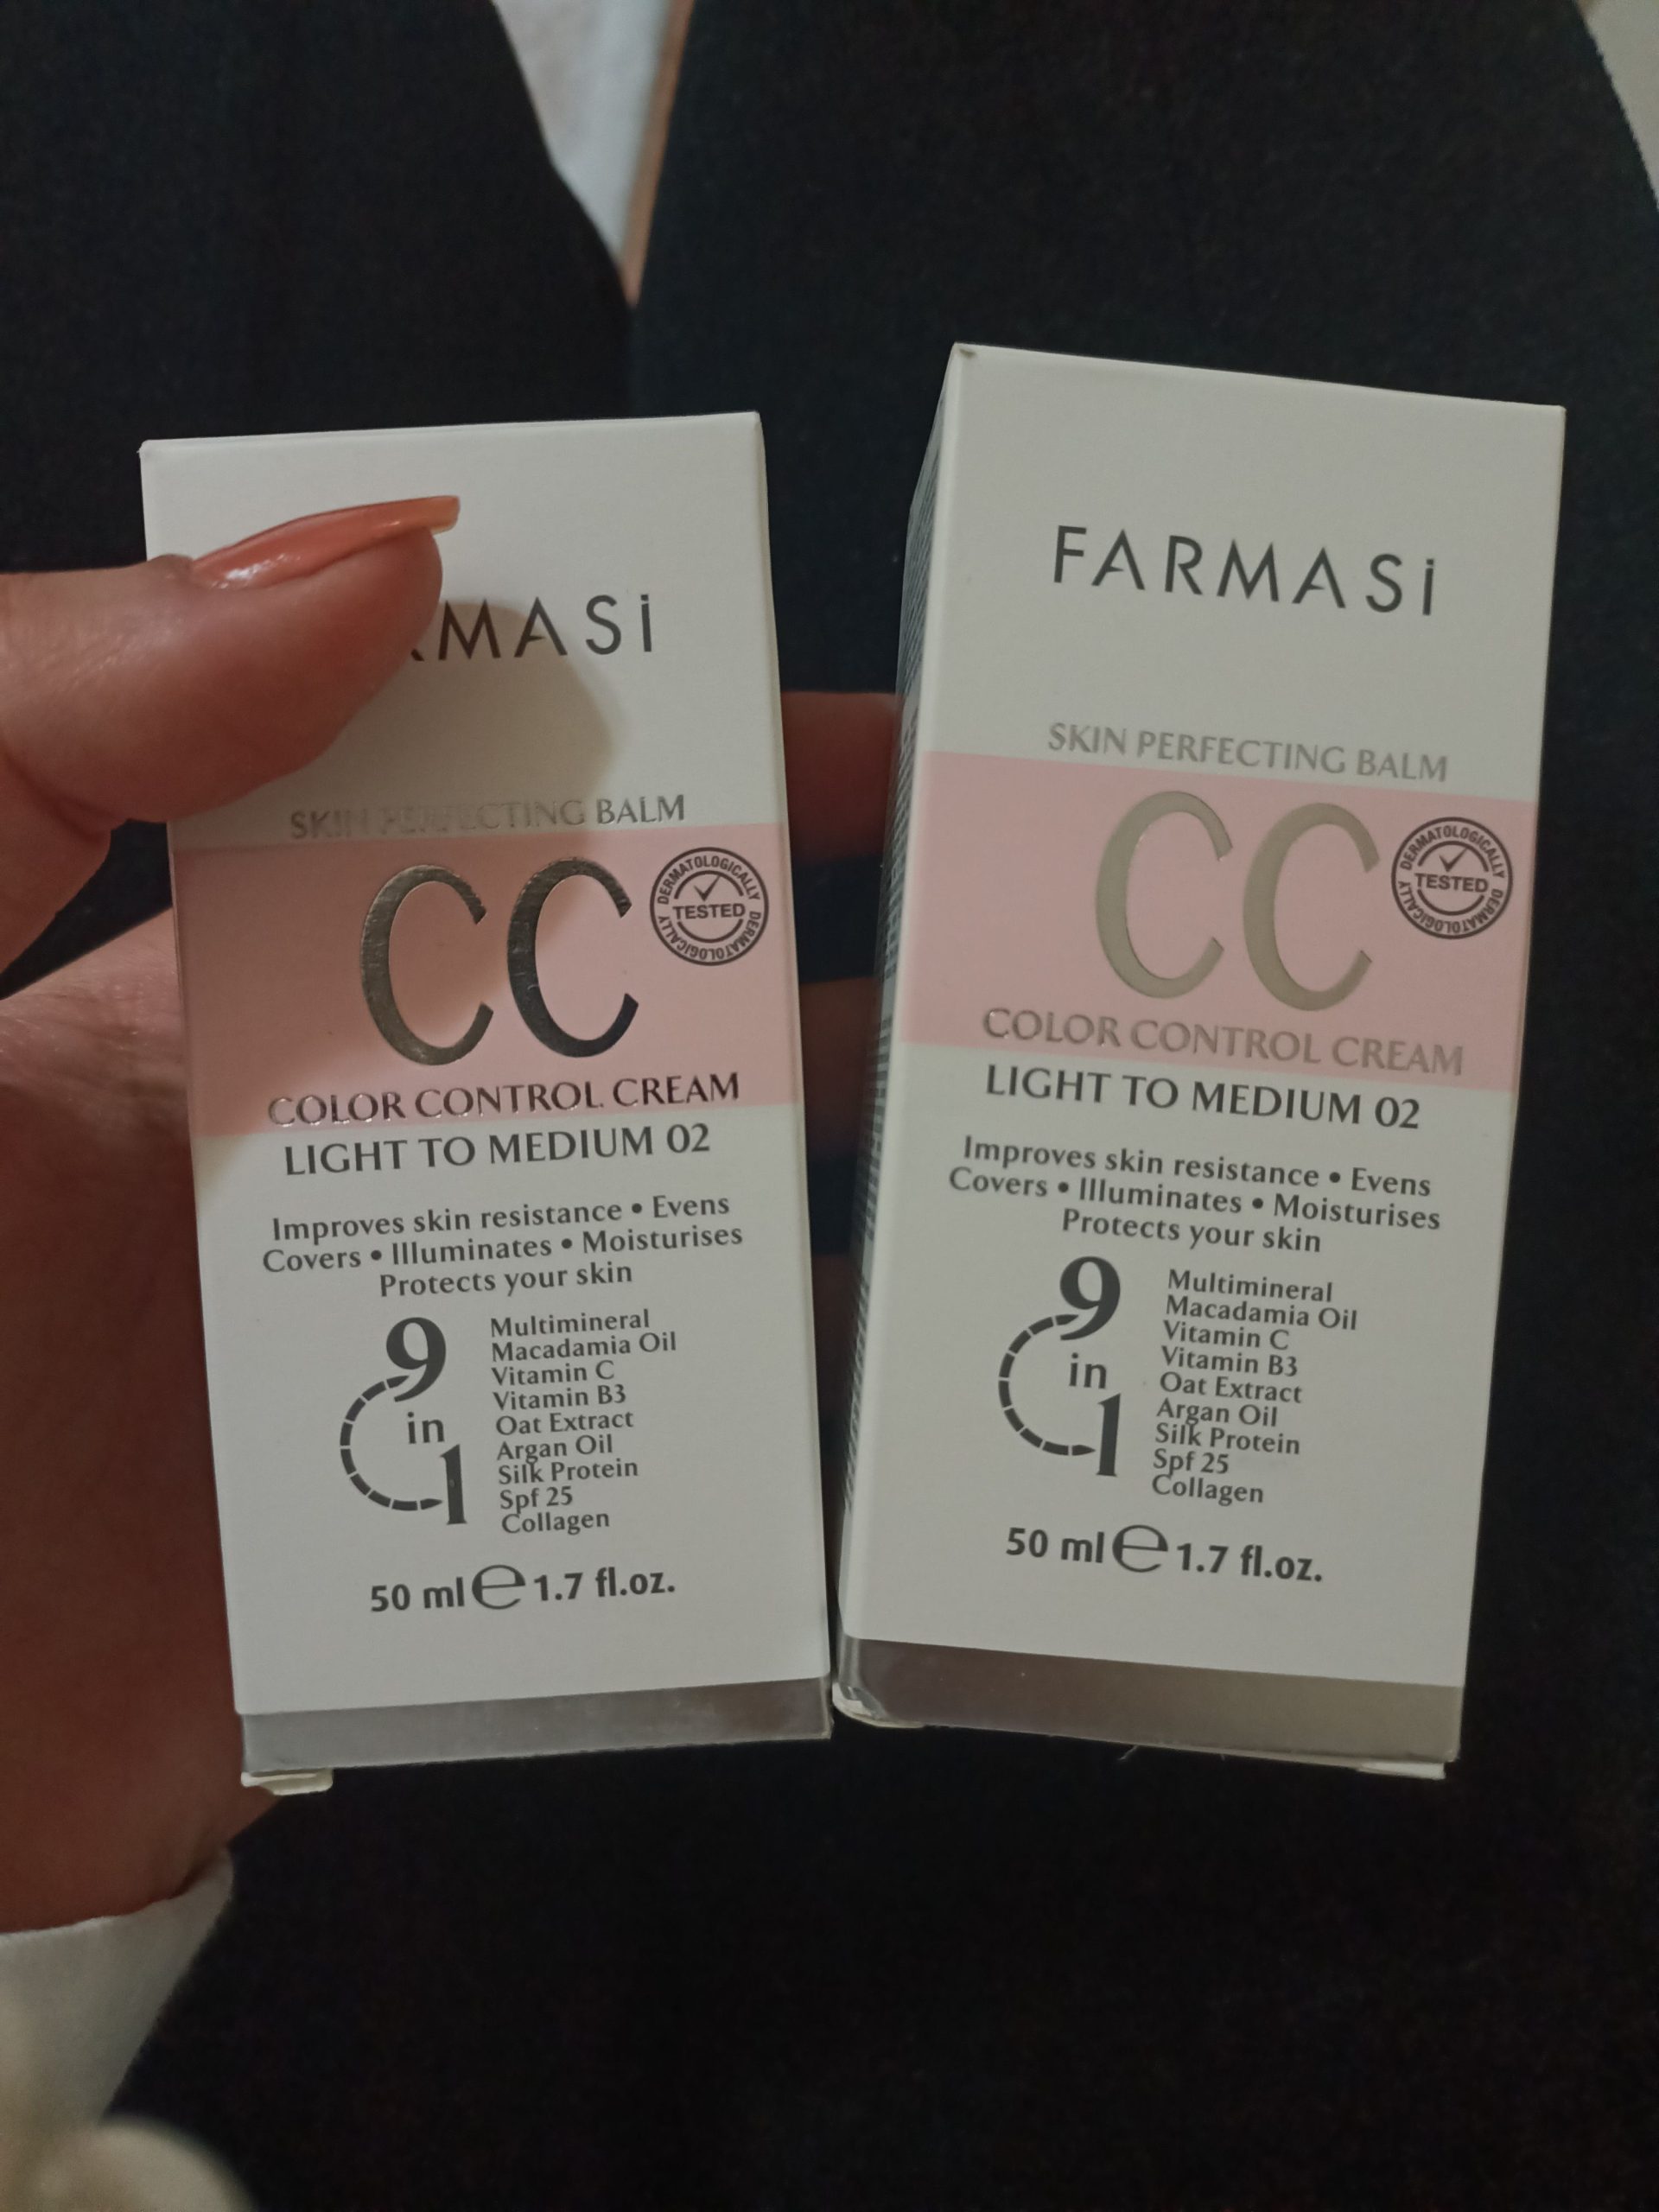 MASİ
SKIN PERFECTING BALM
CC
DERMATOLOGICALLY
TESTED
DERMATOLOGICALLY
COLOR CONTROL CREAM
LIGHT TO MEDIUM 02
Improves skin resistance • Evens
Covers • Illuminates • Moisturises
Protects your skin
9 in 1
Multimineral
Macadamia Oil
Vitamin C
Vitamin B3
Oat Extract
Argan Oil
Silk Protein
Spf 25
Collagen
50 ml e 1.7 fl.oz.
FARMASİ
SKIN PERFECTING BALM
CC
DERMATOLOGICALLY
TESTED
DERMATOLOGICALLY
COLOR CONTROL CREAM
LIGHT TO MEDIUM 02
Improves skin resistance • Evens
Covers • Illuminates • Moisturises
Protects your skin
9 in 1
Multimineral
Macadamia Oil
Vitamin C
Vitamin B3
Oat Extract
Argan Oil
Silk Protein
Spf 25
Collagen
50 ml e 1.7 fl.oz.